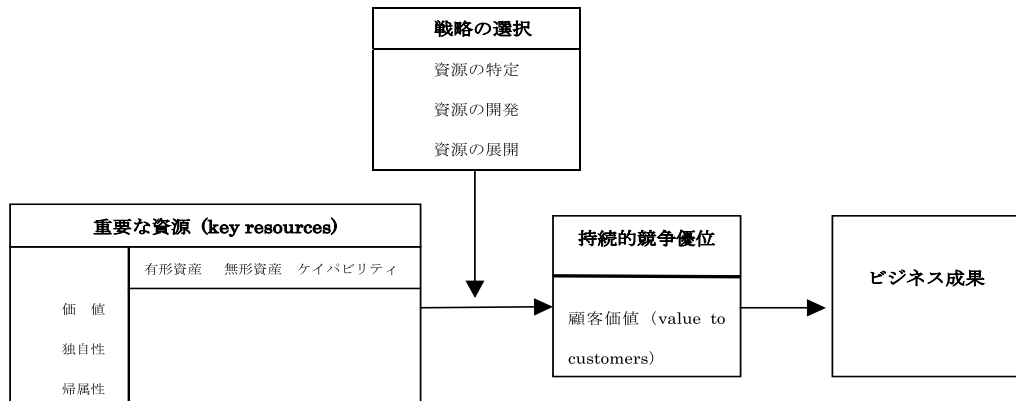 戦略の選択
資源の特定
資源の開発
資源の展開
重要な資源 (key resources)
有形資産 無形資産 ケイパビリティ
価 値
独自性
帰属性
持続的競争優位
顧客価値（value to
customers）
ビジネス成果